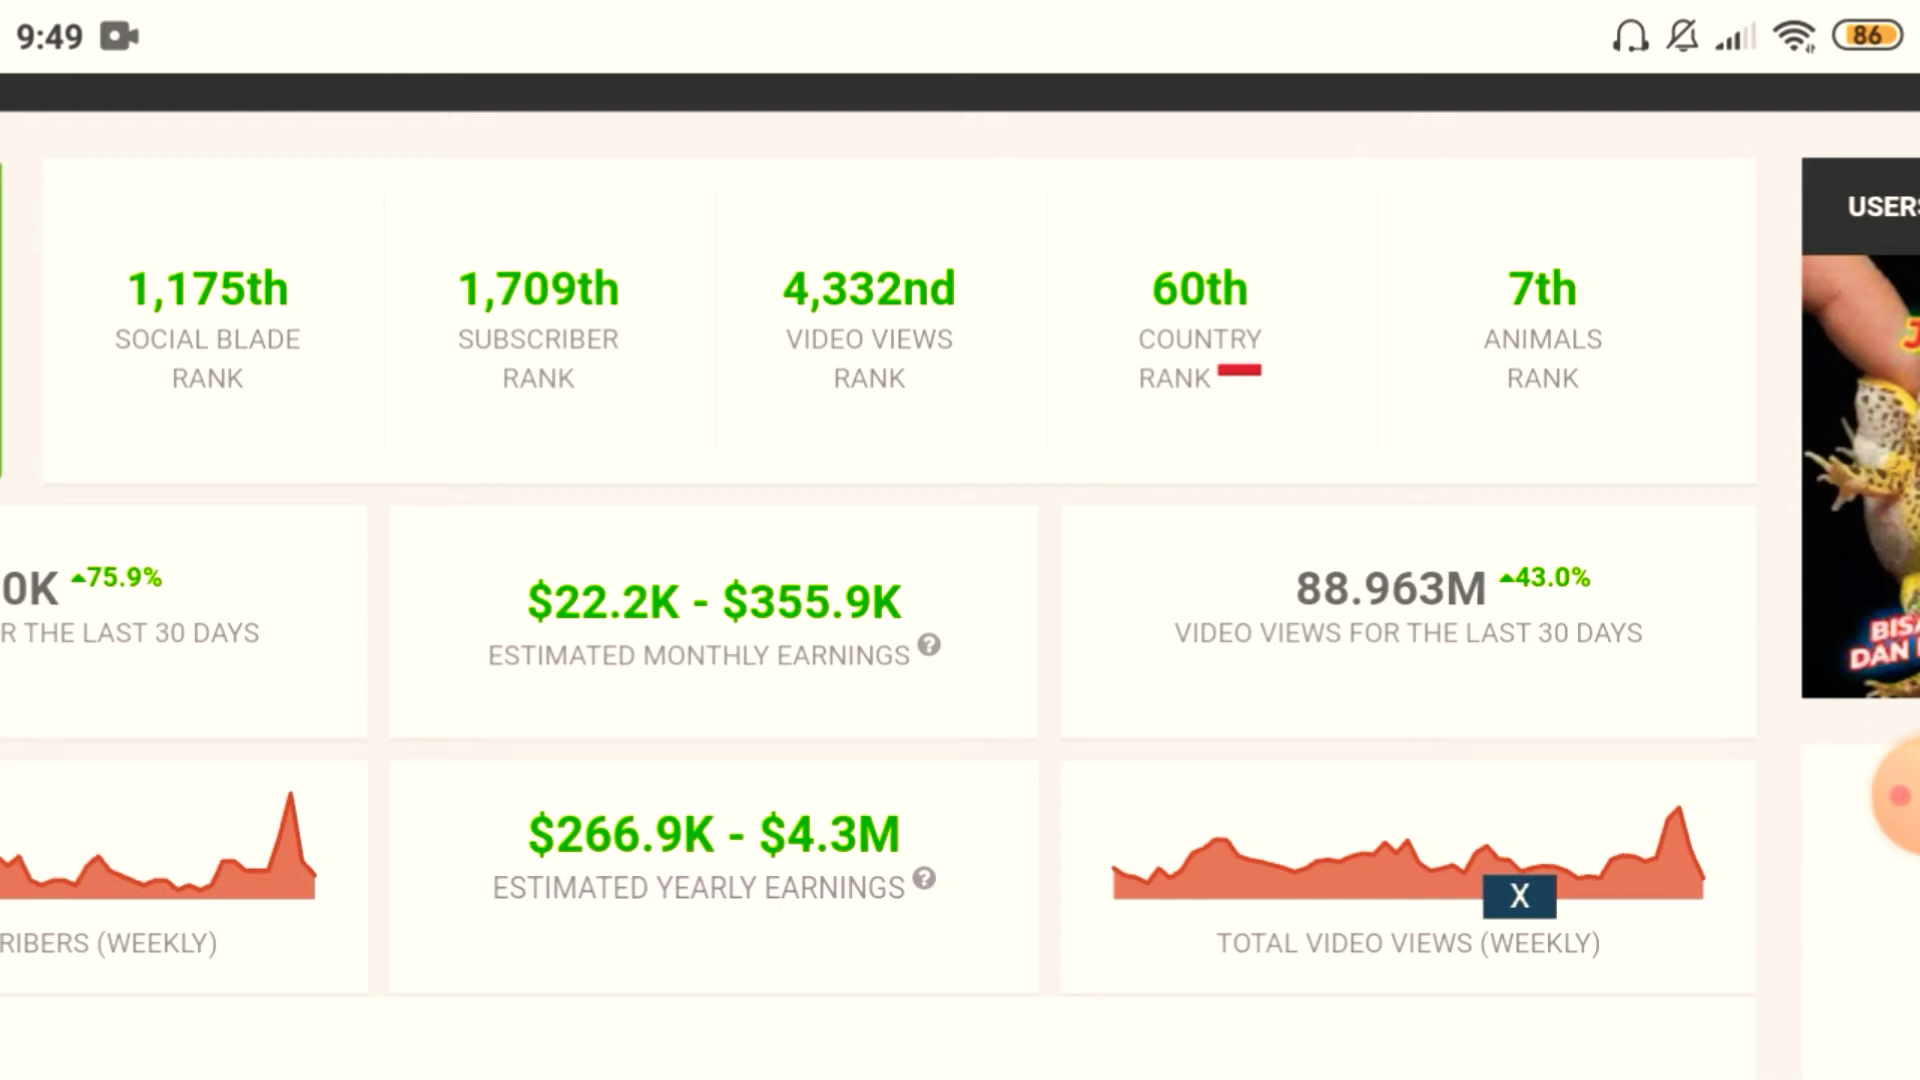 9:49
86
USERS
1,175th
SOCIAL BLADE
RANK
1,709th
SUBSCRIBER
RANK
4,332nd
VIDEO VIEWS
RANK
60th
COUNTRY
RANK
7th
ANIMALS
RANK
0K 75.9%
R THE LAST 30 DAYS
$22.2K - $355.9K
ESTIMATED MONTHLY EARNINGS ?
88.963M 43.0%
VIDEO VIEWS FOR THE LAST 30 DAYS
BISA
DAN
RIBERS (WEEKLY)
$266.9K - $4.3M
ESTIMATED YEARLY EARNINGS ?
X
TOTAL VIDEO VIEWS (WEEKLY)